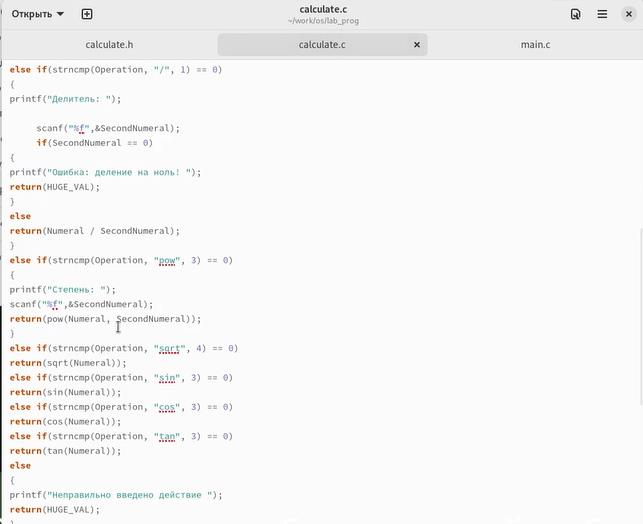 Открыть
calculate.c
~/work/os/lab_prog
calculate.h
calculate.c
main.c
else if(strncmp(Operation, "/", 1) == 0)
{
printf("Делитель: ");
scanf("%f",&SecondNumeral);
if(SecondNumeral == 0)
{
printf("Ошибка: деление на ноль! ");
return(HUGE_VAL);
}
else
return(Numeral / SecondNumeral);
}
else if(strncmp(Operation, "pow", 3) == 0)
{
printf("Степень: ");
scanf("%f",&SecondNumeral);
return(pow(Numeral, SecondNumeral));
}
else if(strncmp(Operation, "sqrt", 4) == 0)
return(sqrt(Numeral));
else if(strncmp(Operation, "sin", 3) == 0)
return(sin(Numeral));
else if(strncmp(Operation, "cos", 3) == 0)
return(cos(Numeral));
else if(strncmp(Operation, "tan", 3) == 0)
return(tan(Numeral));
else
{
printf("Неправильно введено действие ");
return(HUGE_VAL);
}